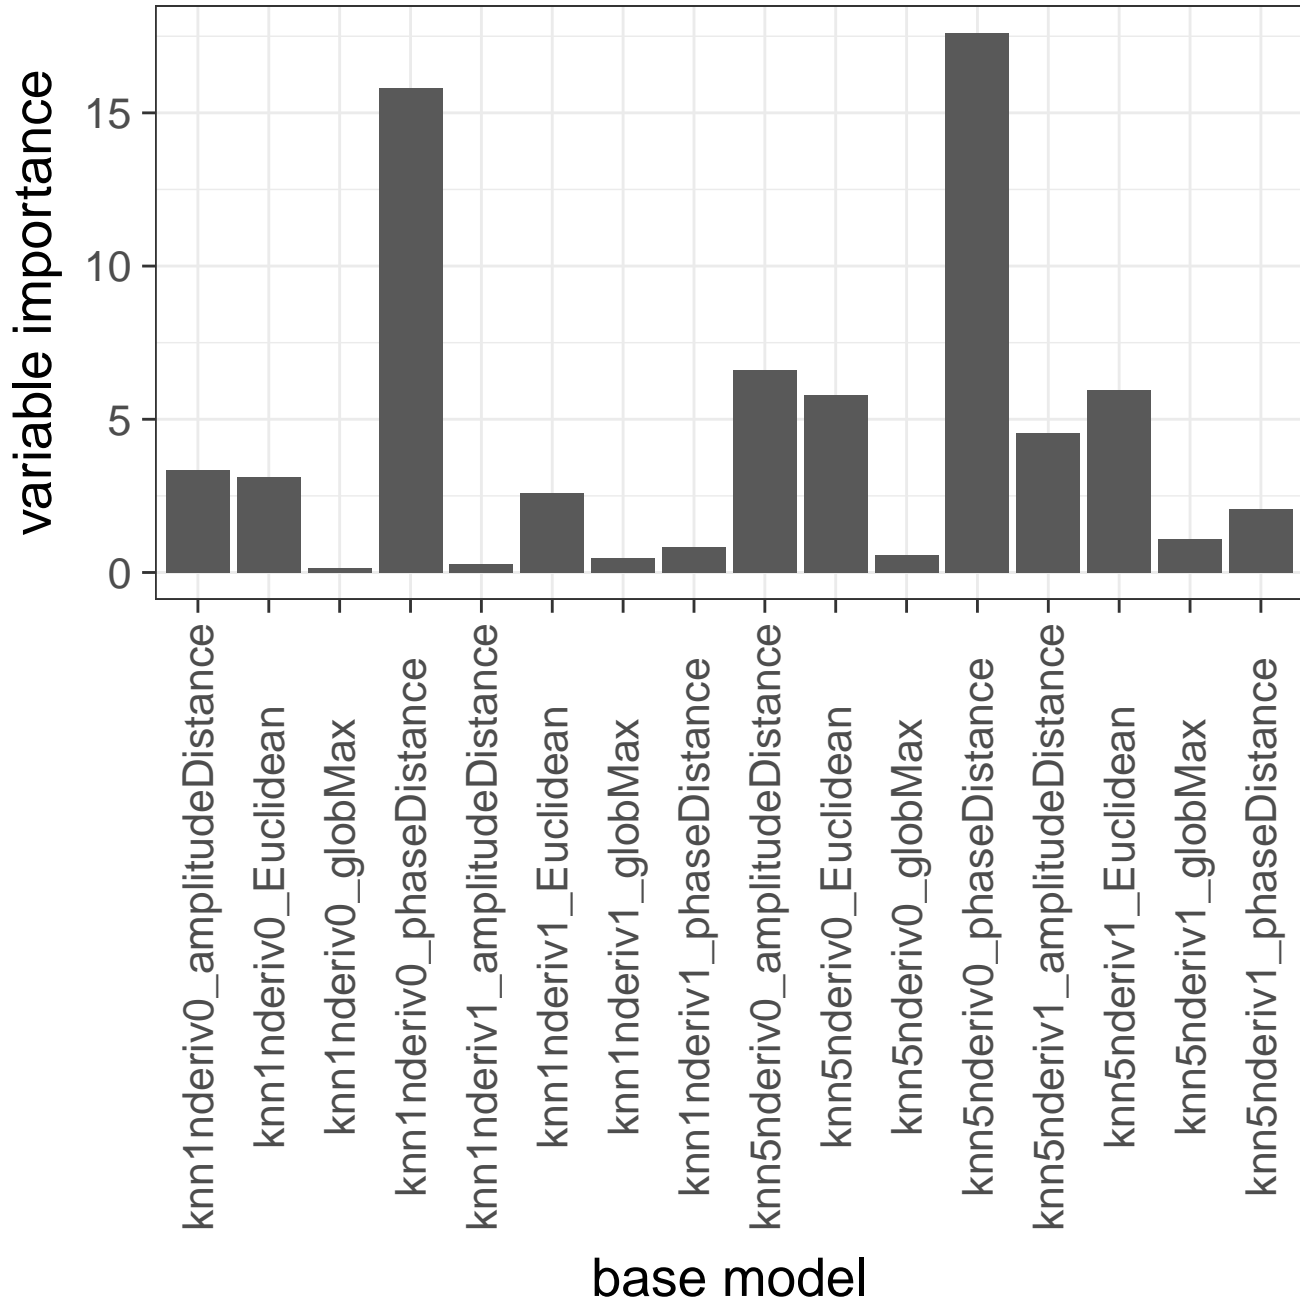 variable importance
15
10
5
0
knn1nderiv0_amplitudeDistance
knn1nderiv0_Euclidean
knn1nderiv0_globMax
knn1nderiv0_phaseDistance
knn1nderiv1_amplitudeDistance
knn1nderiv1_Euclidean
knn1nderiv1_globMax
knn1nderiv1_phaseDistance
knn5nderiv0_amplitudeDistance
knn5nderiv0_Euclidean
knn5nderiv0_globMax
knn5nderiv0_phaseDistance
knn5nderiv1_amplitudeDistance
knn5nderiv1_Euclidean
knn5nderiv1_globMax
knn5nderiv1_phaseDistance
base model